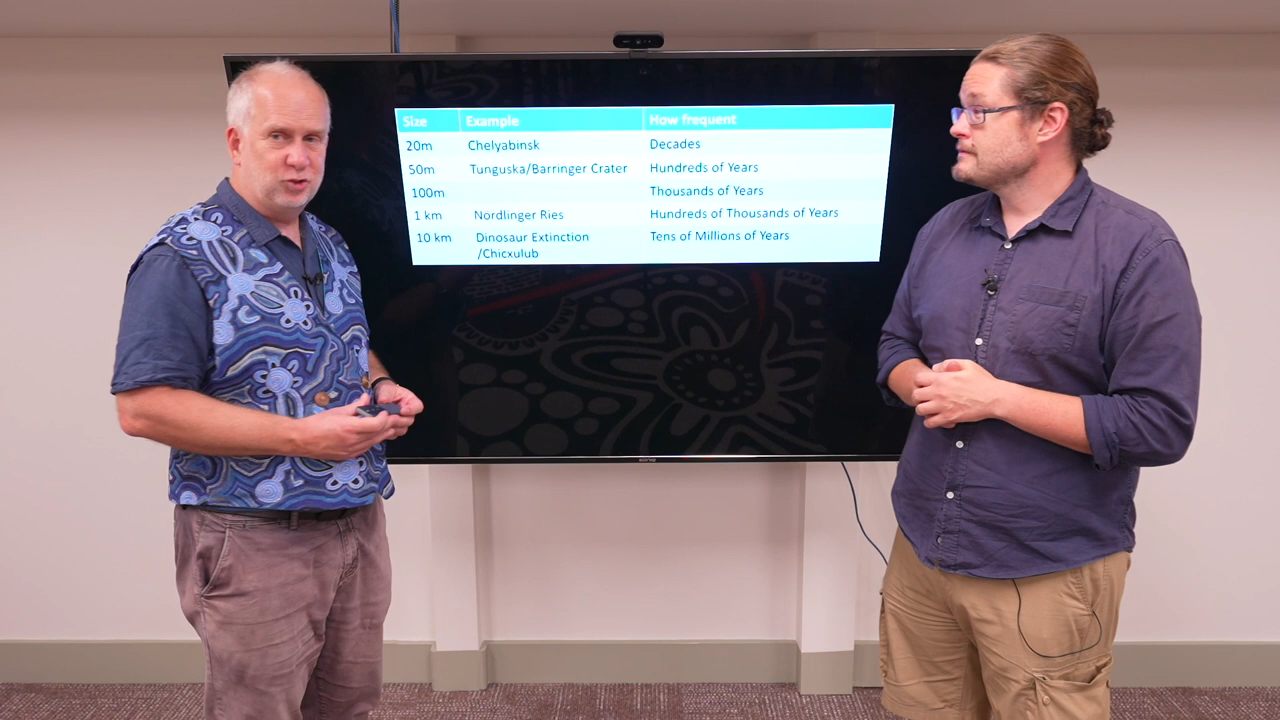 Size Example How frequent
20m Chelyabinsk Decades
50m Tunguska/Barringer Crater Hundreds of Years
100m Thousands of Years
1 km Nordlinger Ries Hundreds of Thousands of Years
10 km Dinosaur Extinction Tens of Millions of Years
/Chicxulub